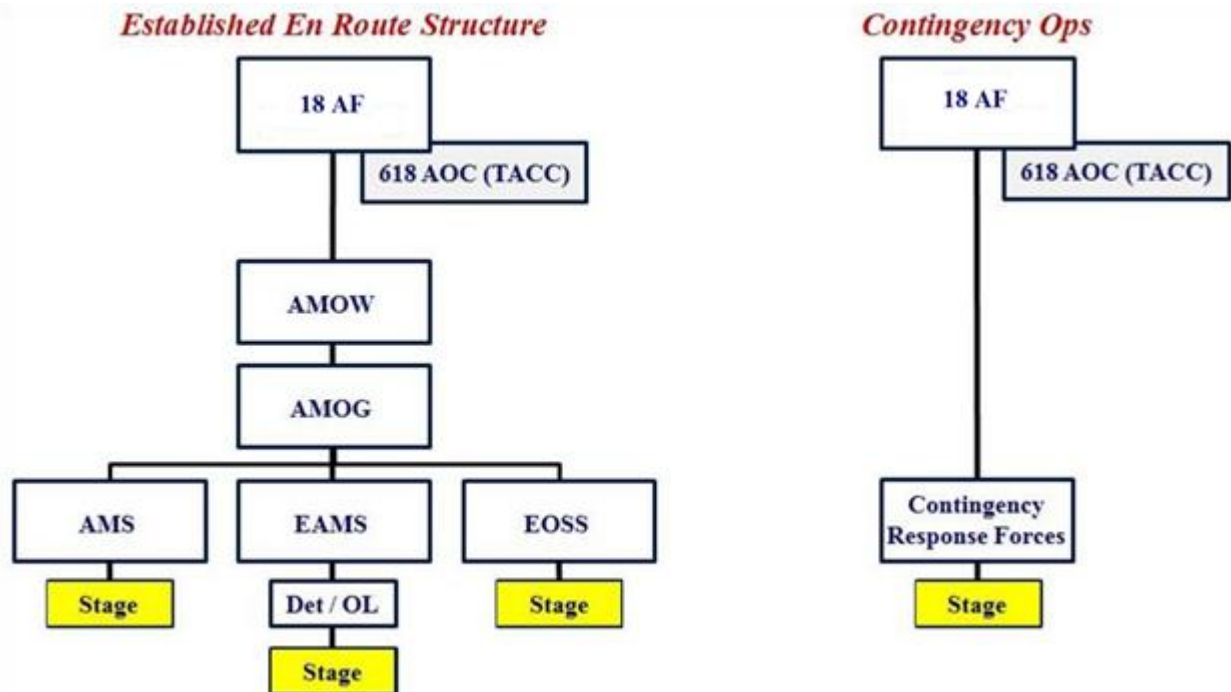 Established En Route Structure
18 AF
618 AOC (TACC)
AMOW
AMOG
AMS
EAMS
EOSS
Stage
Det / OL
Stage
Stage
Contingency Ops
18 AF
618 AOC (TACC)
Contingency
Response Forces
Stage